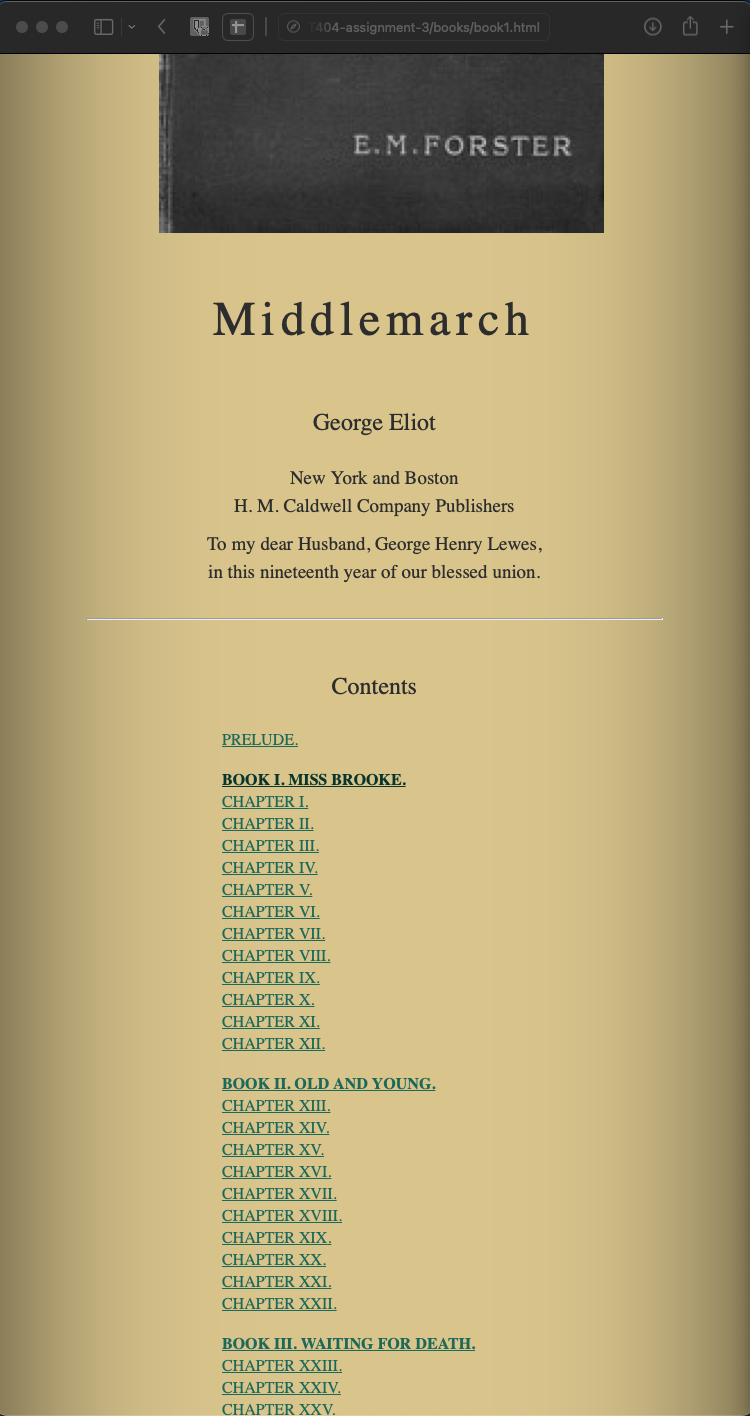 T404-assignment-3/books/book1.html
E.M.FORSTER
Middlemarch
George Eliot
New York and Boston
H. M. Caldwell Company Publishers
To my dear Husband, George Henry Lewes,
in this nineteenth year of our blessed union.
Contents
PRELUDE.
BOOK I. MISS BROOKE.
CHAPTER I.
CHAPTER II.
CHAPTER III.
CHAPTER IV.
CHAPTER V.
CHAPTER VI.
CHAPTER VII.
CHAPTER VIII.
CHAPTER IX.
CHAPTER X.
CHAPTER XI.
CHAPTER XII.
BOOK II. OLD AND YOUNG.
CHAPTER XIII.
CHAPTER XIV.
CHAPTER XV.
CHAPTER XVI.
CHAPTER XVII.
CHAPTER XVIII.
CHAPTER XIX.
CHAPTER XX.
CHAPTER XXI.
CHAPTER XXII.
BOOK III. WAITING FOR DEATH.
CHAPTER XXIII.
CHAPTER XXIV.
CHAPTER XXV.